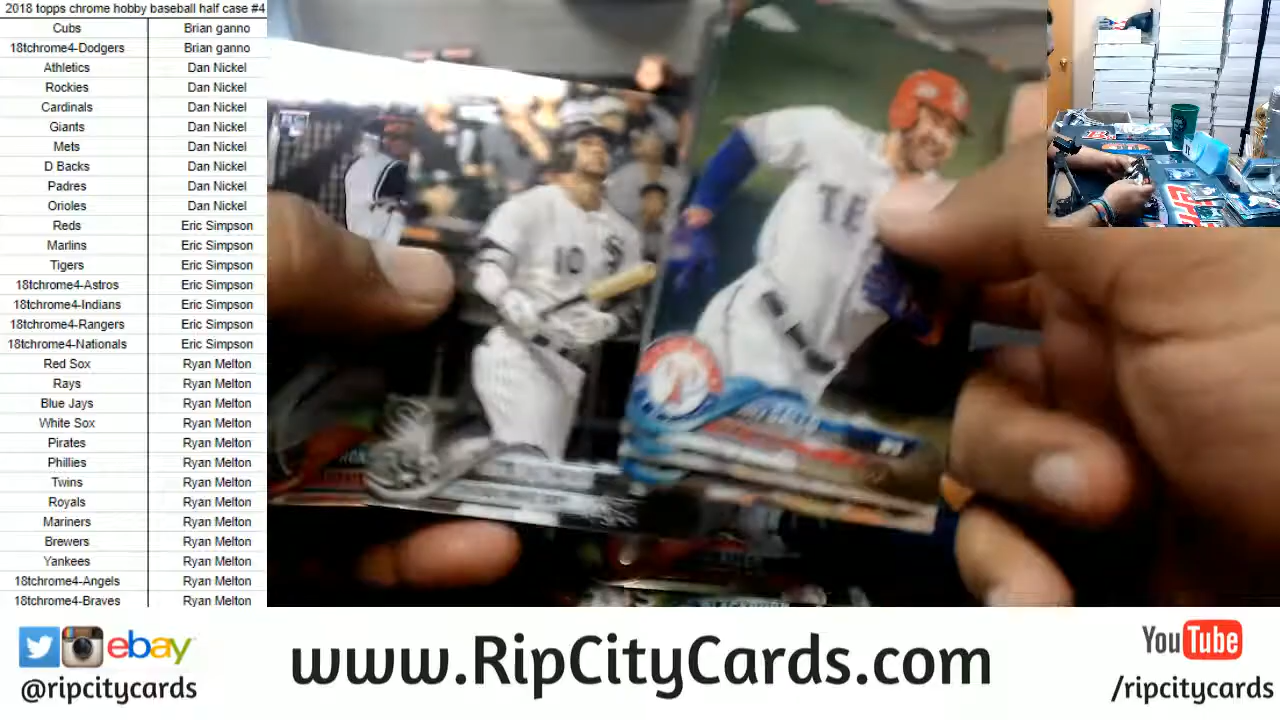 2018 topps chrome hobby baseball half case #4
Cubs Brian ganno
18tchrome4-Dodgers Brian ganno
Athletics Dan Nickel
Rockies Dan Nickel
Cardinals Dan Nickel
Giants Dan Nickel
Mets Dan Nickel
D Backs Dan Nickel
Padres Dan Nickel
Orioles Dan Nickel
Reds Eric Simpson
Marlins Eric Simpson
Tigers Eric Simpson
18tchrome4-Astros Eric Simpson
18tchrome4-Indians Eric Simpson
18tchrome4-Rangers Eric Simpson
18tchrome4-Nationals Eric Simpson
Red Sox Ryan Melton
Rays Ryan Melton
Blue Jays Ryan Melton
White Sox Ryan Melton
Pirates Ryan Melton
Phillies Ryan Melton
Twins Ryan Melton
Royals Ryan Melton
Mariners Ryan Melton
Brewers Ryan Melton
Yankees Ryan Melton
18tchrome4-Angels Ryan Melton
18tchrome4-Braves Ryan Melton
10
TE
ebay
@ripcitycards
www.RipCityCards.com
YouTube
/ripcitycards